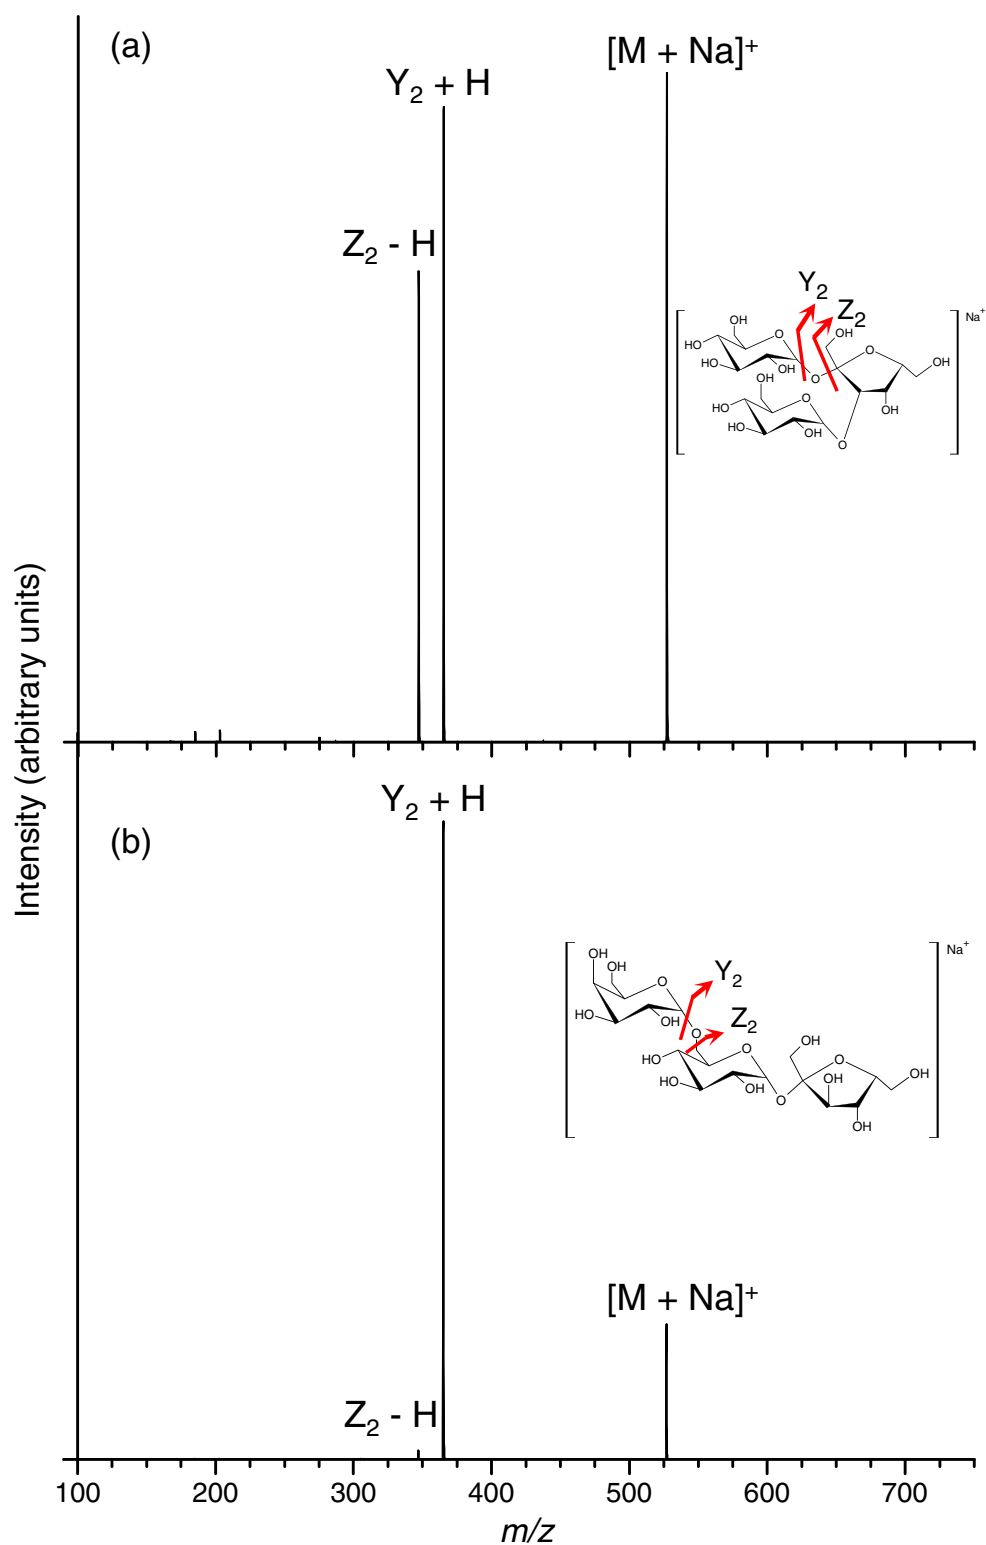 (a)
[M + Na]⁺
Y₂ + H
Z₂ - H
Y₂
Z₂
Na⁺
OH
O
OH
HO
O
OH
HO
OH
O
OH
O
HO
OH
HO
OH
O
Intensity (arbitrary units)
Y₂ + H
(b)
Na⁺
OH
OH
Y₂
O
HO
OH
Z₂
O
OH
O
HO
O
OH
OH
HO
OH
O
OH
[M + Na]⁺
Z₂ - H
100 200 300 400 500 600 700
m/z